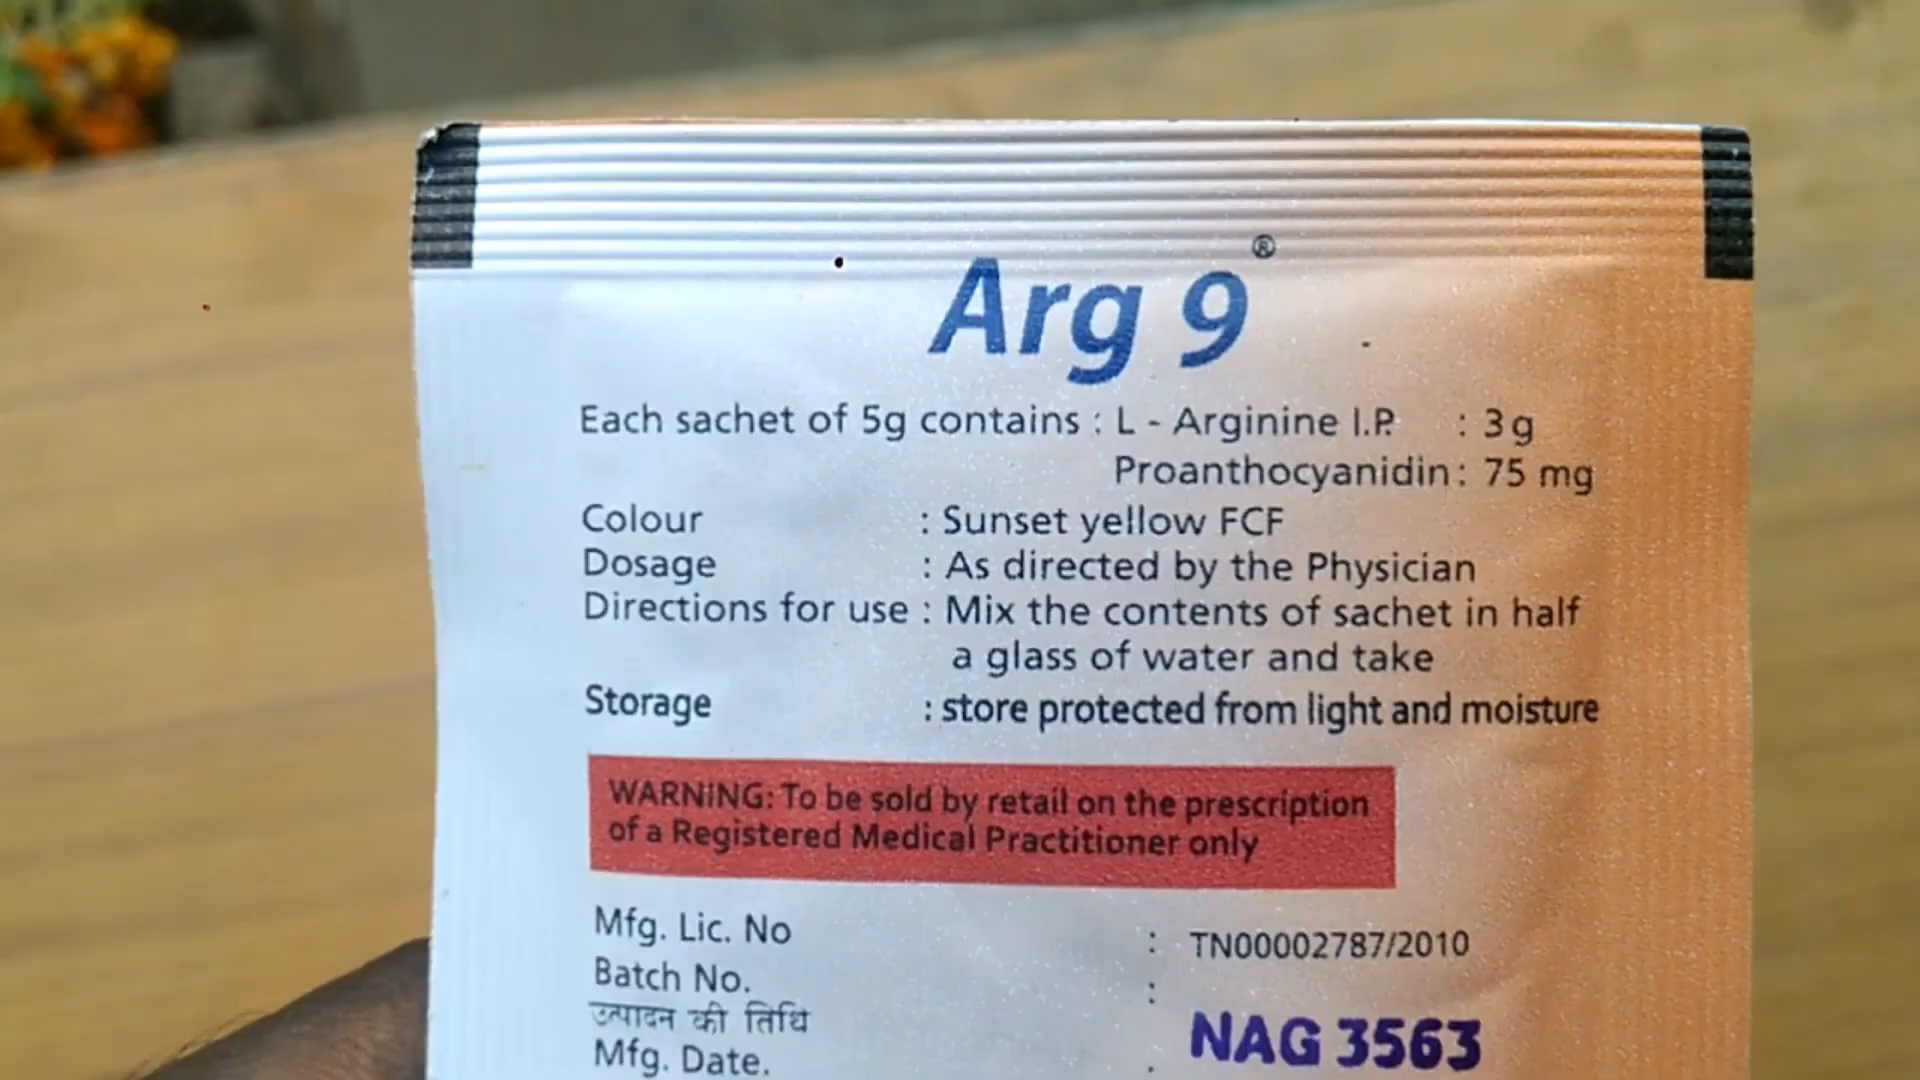 Arg 9®
Each sachet of 5g contains : L - Arginine I.P. : 3 g
Proanthocyanidin : 75 mg
Colour : Sunset yellow FCF
Dosage : As directed by the Physician
Directions for use : Mix the contents of sachet in half
a glass of water and take
Storage : store protected from light and moisture
WARNING: To be sold by retail on the prescription
of a Registered Medical Practitioner only
Mfg. Lic. No : TN00002787/2010
Batch No. :
NAG 3563
उत्पादन की तिथि
Mfg. Date. :